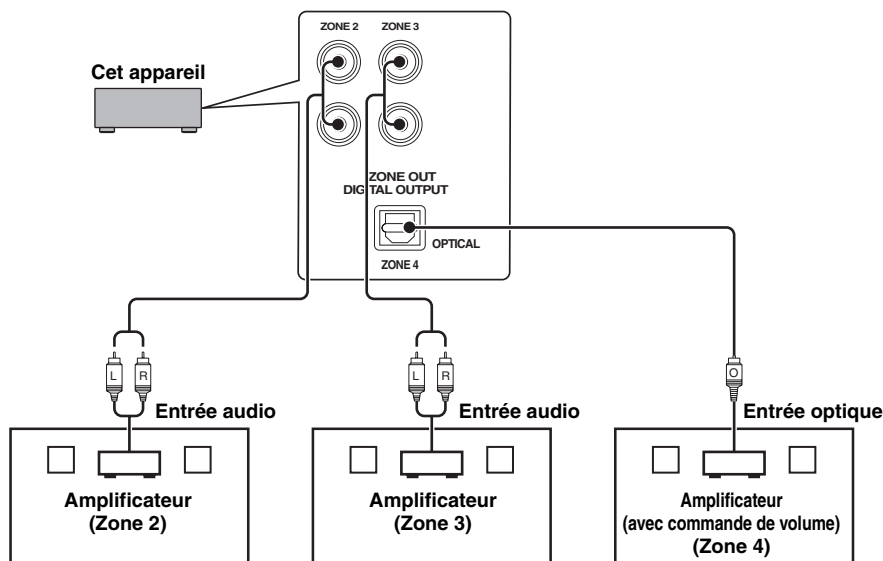 ZONE 2 ZONE 3
Cet appareil
ZONE OUT
DIGITAL OUTPUT
OPTICAL
ZONE 4
L R
L R
O
Entrée audio
Entrée audio
Entrée optique
Amplificateur
(Zone 2)
Amplificateur
(Zone 3)
Amplificateur
(avec commande de volume)
(Zone 4)